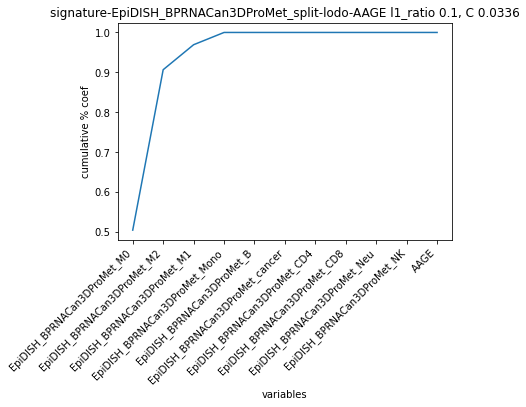 signature-EpiDISH_BPRNACan3DProMet_split-lodo-AAGE l1_ratio 0.1, C 0.0336
cumulative % coef
1.0
0.9
0.8
0.7
0.6
0.5
EpiDISH_BPRNACan3DProMet_M0
EpiDISH_BPRNACan3DProMet_M2
EpiDISH_BPRNACan3DProMet_M1
EpiDISH_BPRNACan3DProMet_Mono
EpiDISH_BPRNACan3DProMet_B
EpiDISH_BPRNACan3DProMet_cancer
EpiDISH_BPRNACan3DProMet_CD4
EpiDISH_BPRNACan3DProMet_CD8
EpiDISH_BPRNACan3DProMet_Neu
EpiDISH_BPRNACan3DProMet_NK
AAGE
variables